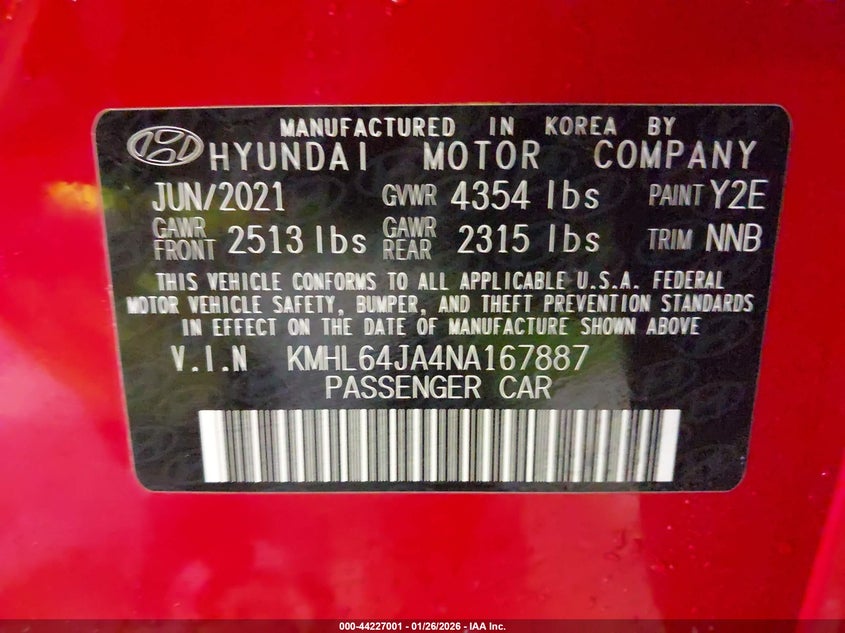 MANUFACTURED IN KOREA BY
HYUNDAI MOTOR COMPANY
JUN/2021 GVWR 4354 lbs PAINT Y2E
GAWR FRONT 2513 lbs GAWR REAR 2315 lbs TRIM NNB
THIS VEHICLE CONFORMS TO ALL APPLICABLE U.S.A. FEDERAL
MOTOR VEHICLE SAFETY, BUMPER, AND THEFT PREVENTION STANDARDS
IN EFFECT ON THE DATE OF MANUFACTURE SHOWN ABOVE
V.I.N KMHL64JA4NA167887
PASSENGER CAR
000-44227001 — 01/26/2026 - IAA Inc.